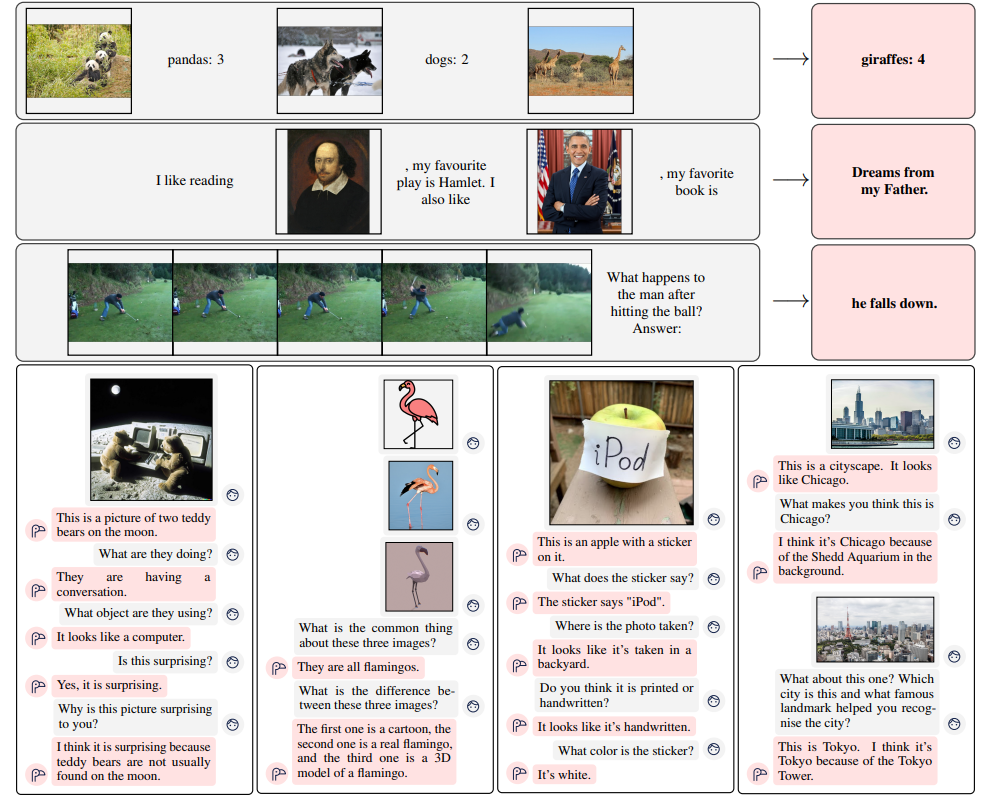 pandas: 3
dogs: 2
giraffes: 4
I like reading
, my favourite
play is Hamlet. I
also like
, my favorite
book is
Dreams from
my Father.
What happens to
the man after
hitting the ball?
Answer:
he falls down.
This is a picture of two teddy
bears on the moon.
What are they doing?
They are having a
conversation.
What object are they using?
It looks like a computer.
Is this surprising?
Yes, it is surprising.
Why is this picture surprising
to you?
I think it is surprising because
teddy bears are not usually
found on the moon.
What is the common thing
about these three images?
They are all flamingos.
What is the difference be-
tween these three images?
The first one is a cartoon, the
second one is a real flamingo,
and the third one is a 3D
model of a flamingo.
iPod
This is an apple with a sticker
on it.
What does the sticker say?
The sticker says "iPod".
Where is the photo taken?
It looks like it's taken in a
backyard.
Do you think it is printed or
handwritten?
It looks like it's handwritten.
What color is the sticker?
It's white.
This is a cityscape. It looks
like Chicago.
What makes you think this is
Chicago?
I think it's Chicago because
of the Shedd Aquarium in the
background.
What about this one? Which
city is this and what famous
landmark helped you recog-
nise the city?
This is Tokyo. I think it's
Tokyo because of the Tokyo
Tower.